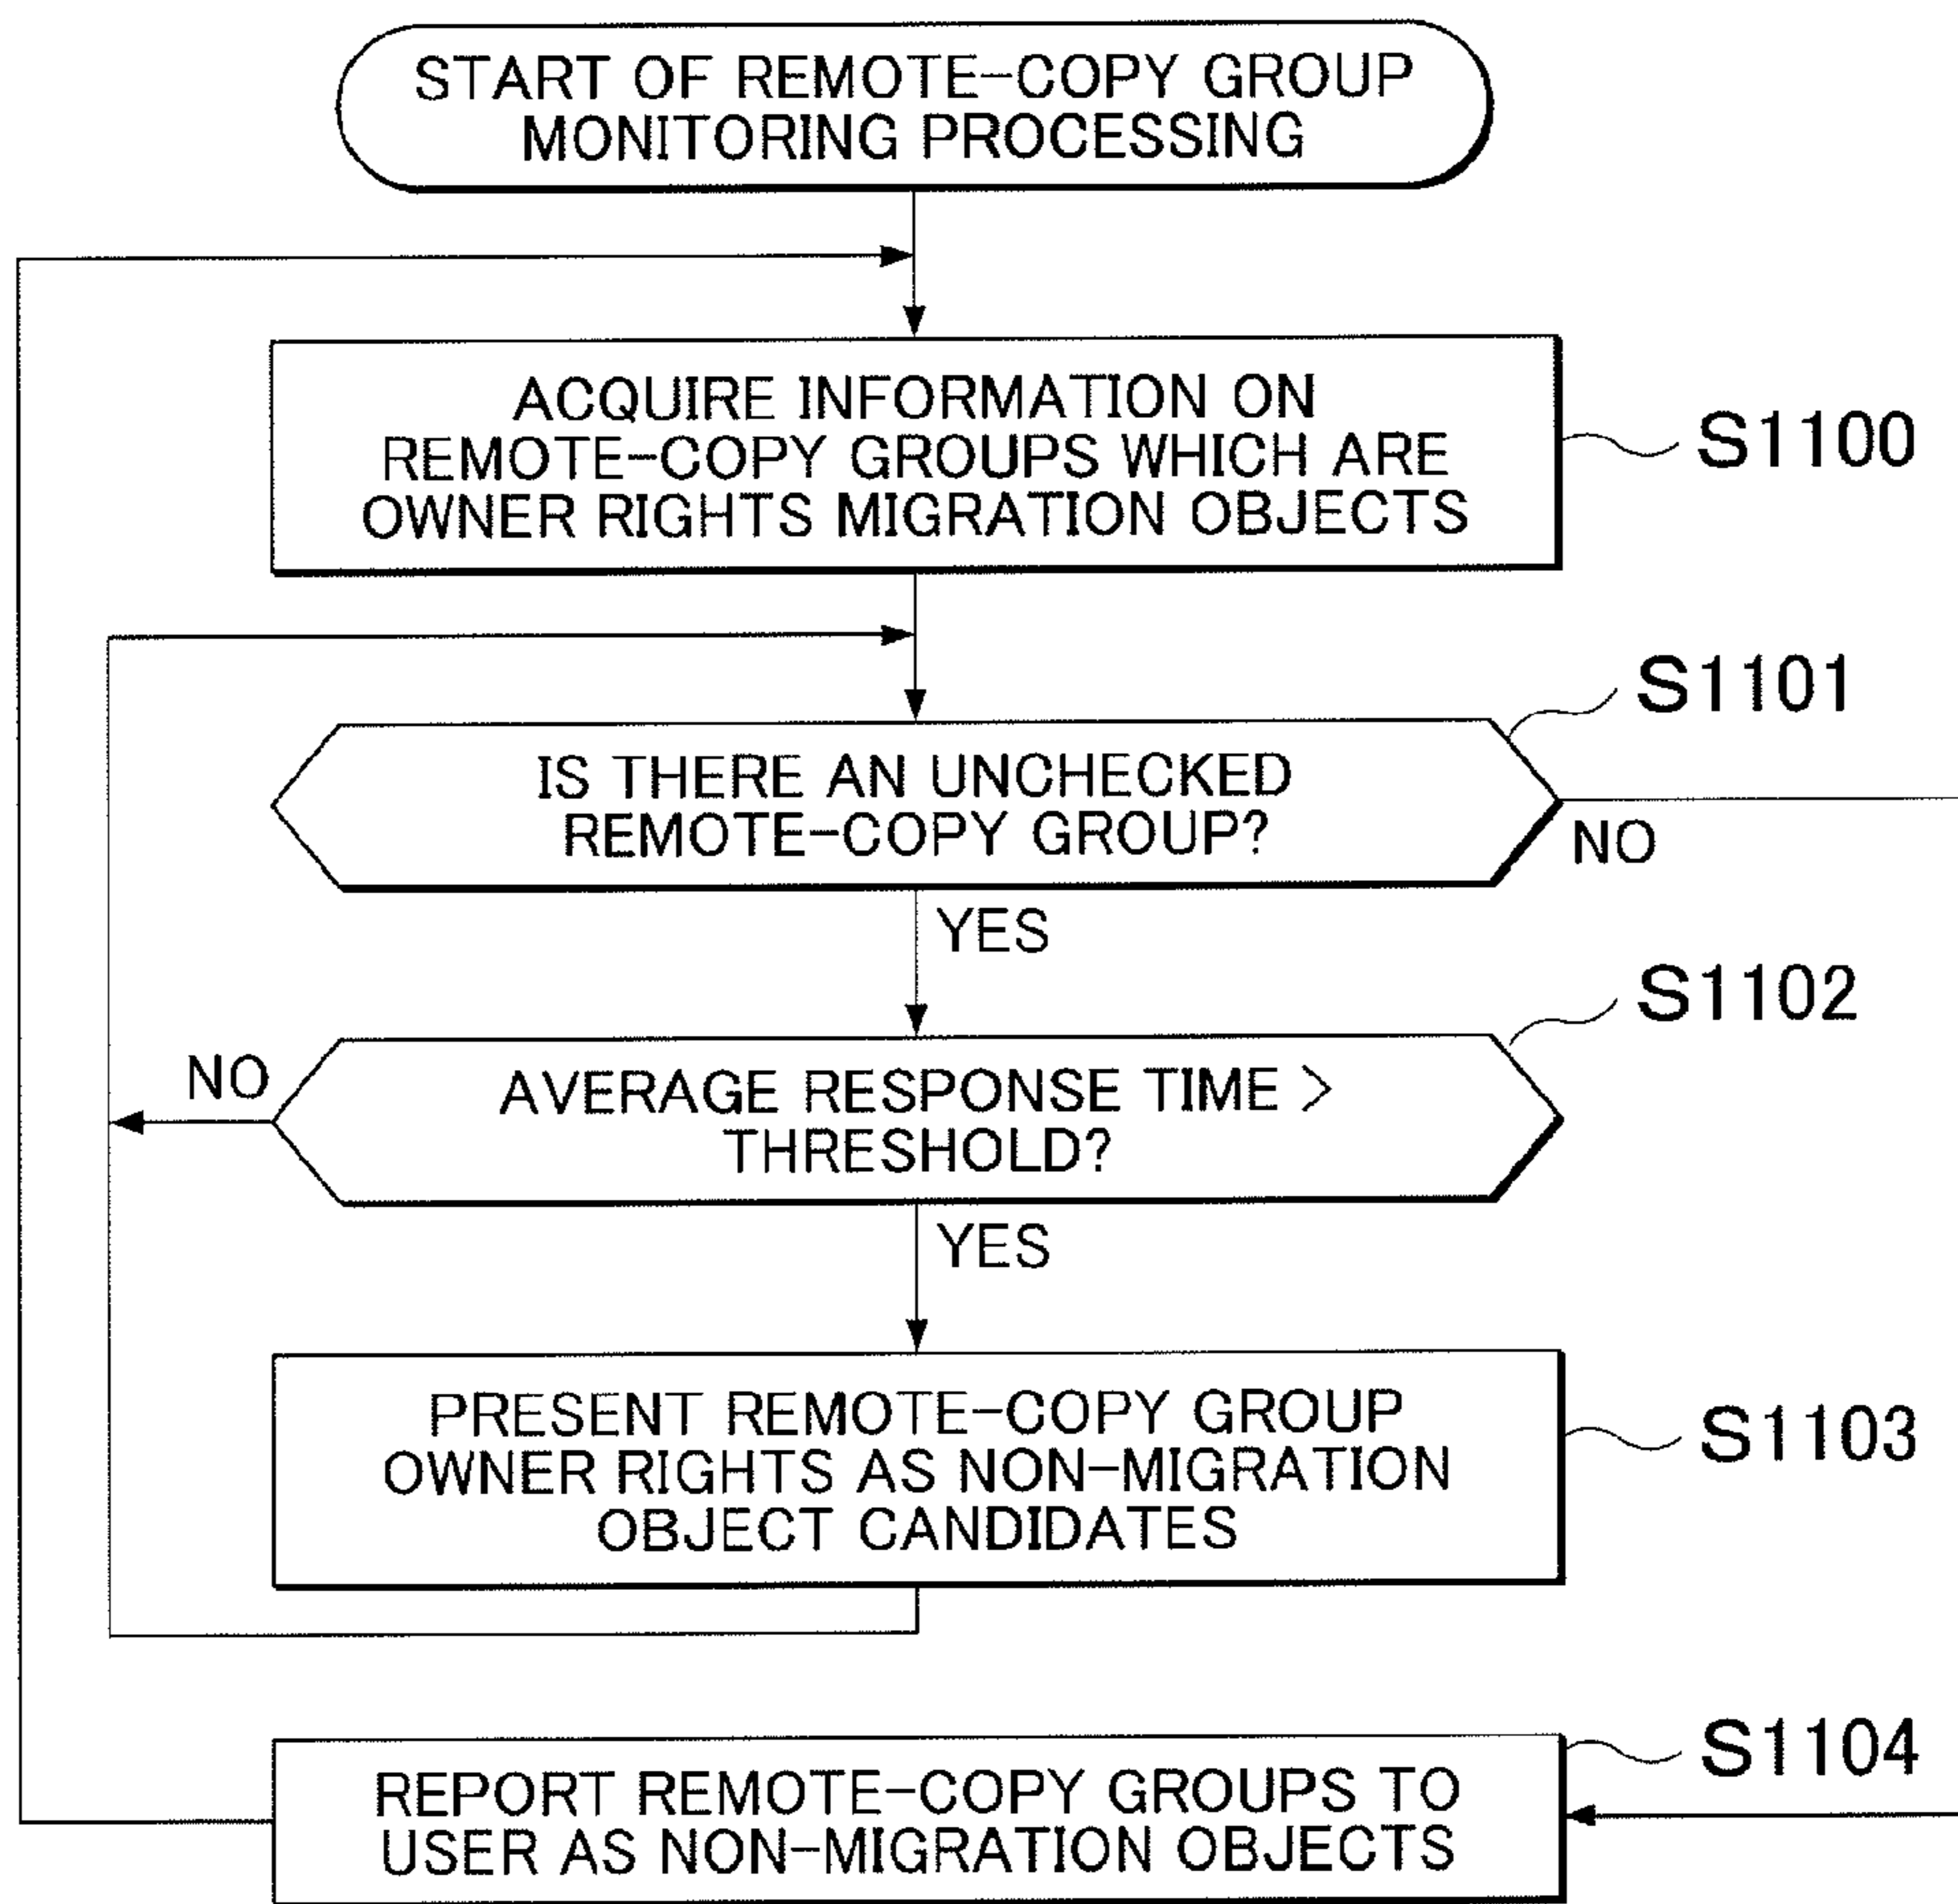 START OF REMOTE-COPY GROUP
MONITORING PROCESSING
ACQUIRE INFORMATION ON
REMOTE-COPY GROUPS WHICH ARE
OWNER RIGHTS MIGRATION OBJECTS
S1100
S1101
IS THERE AN UNCHECKED
REMOTE-COPY GROUP?
NO
YES
S1102
NO
AVERAGE RESPONSE TIME >
THRESHOLD?
YES
PRESENT REMOTE-COPY GROUP
OWNER RIGHTS AS NON-MIGRATION
OBJECT CANDIDATES
S1103
S1104
REPORT REMOTE-COPY GROUPS TO
USER AS NON-MIGRATION OBJECTS